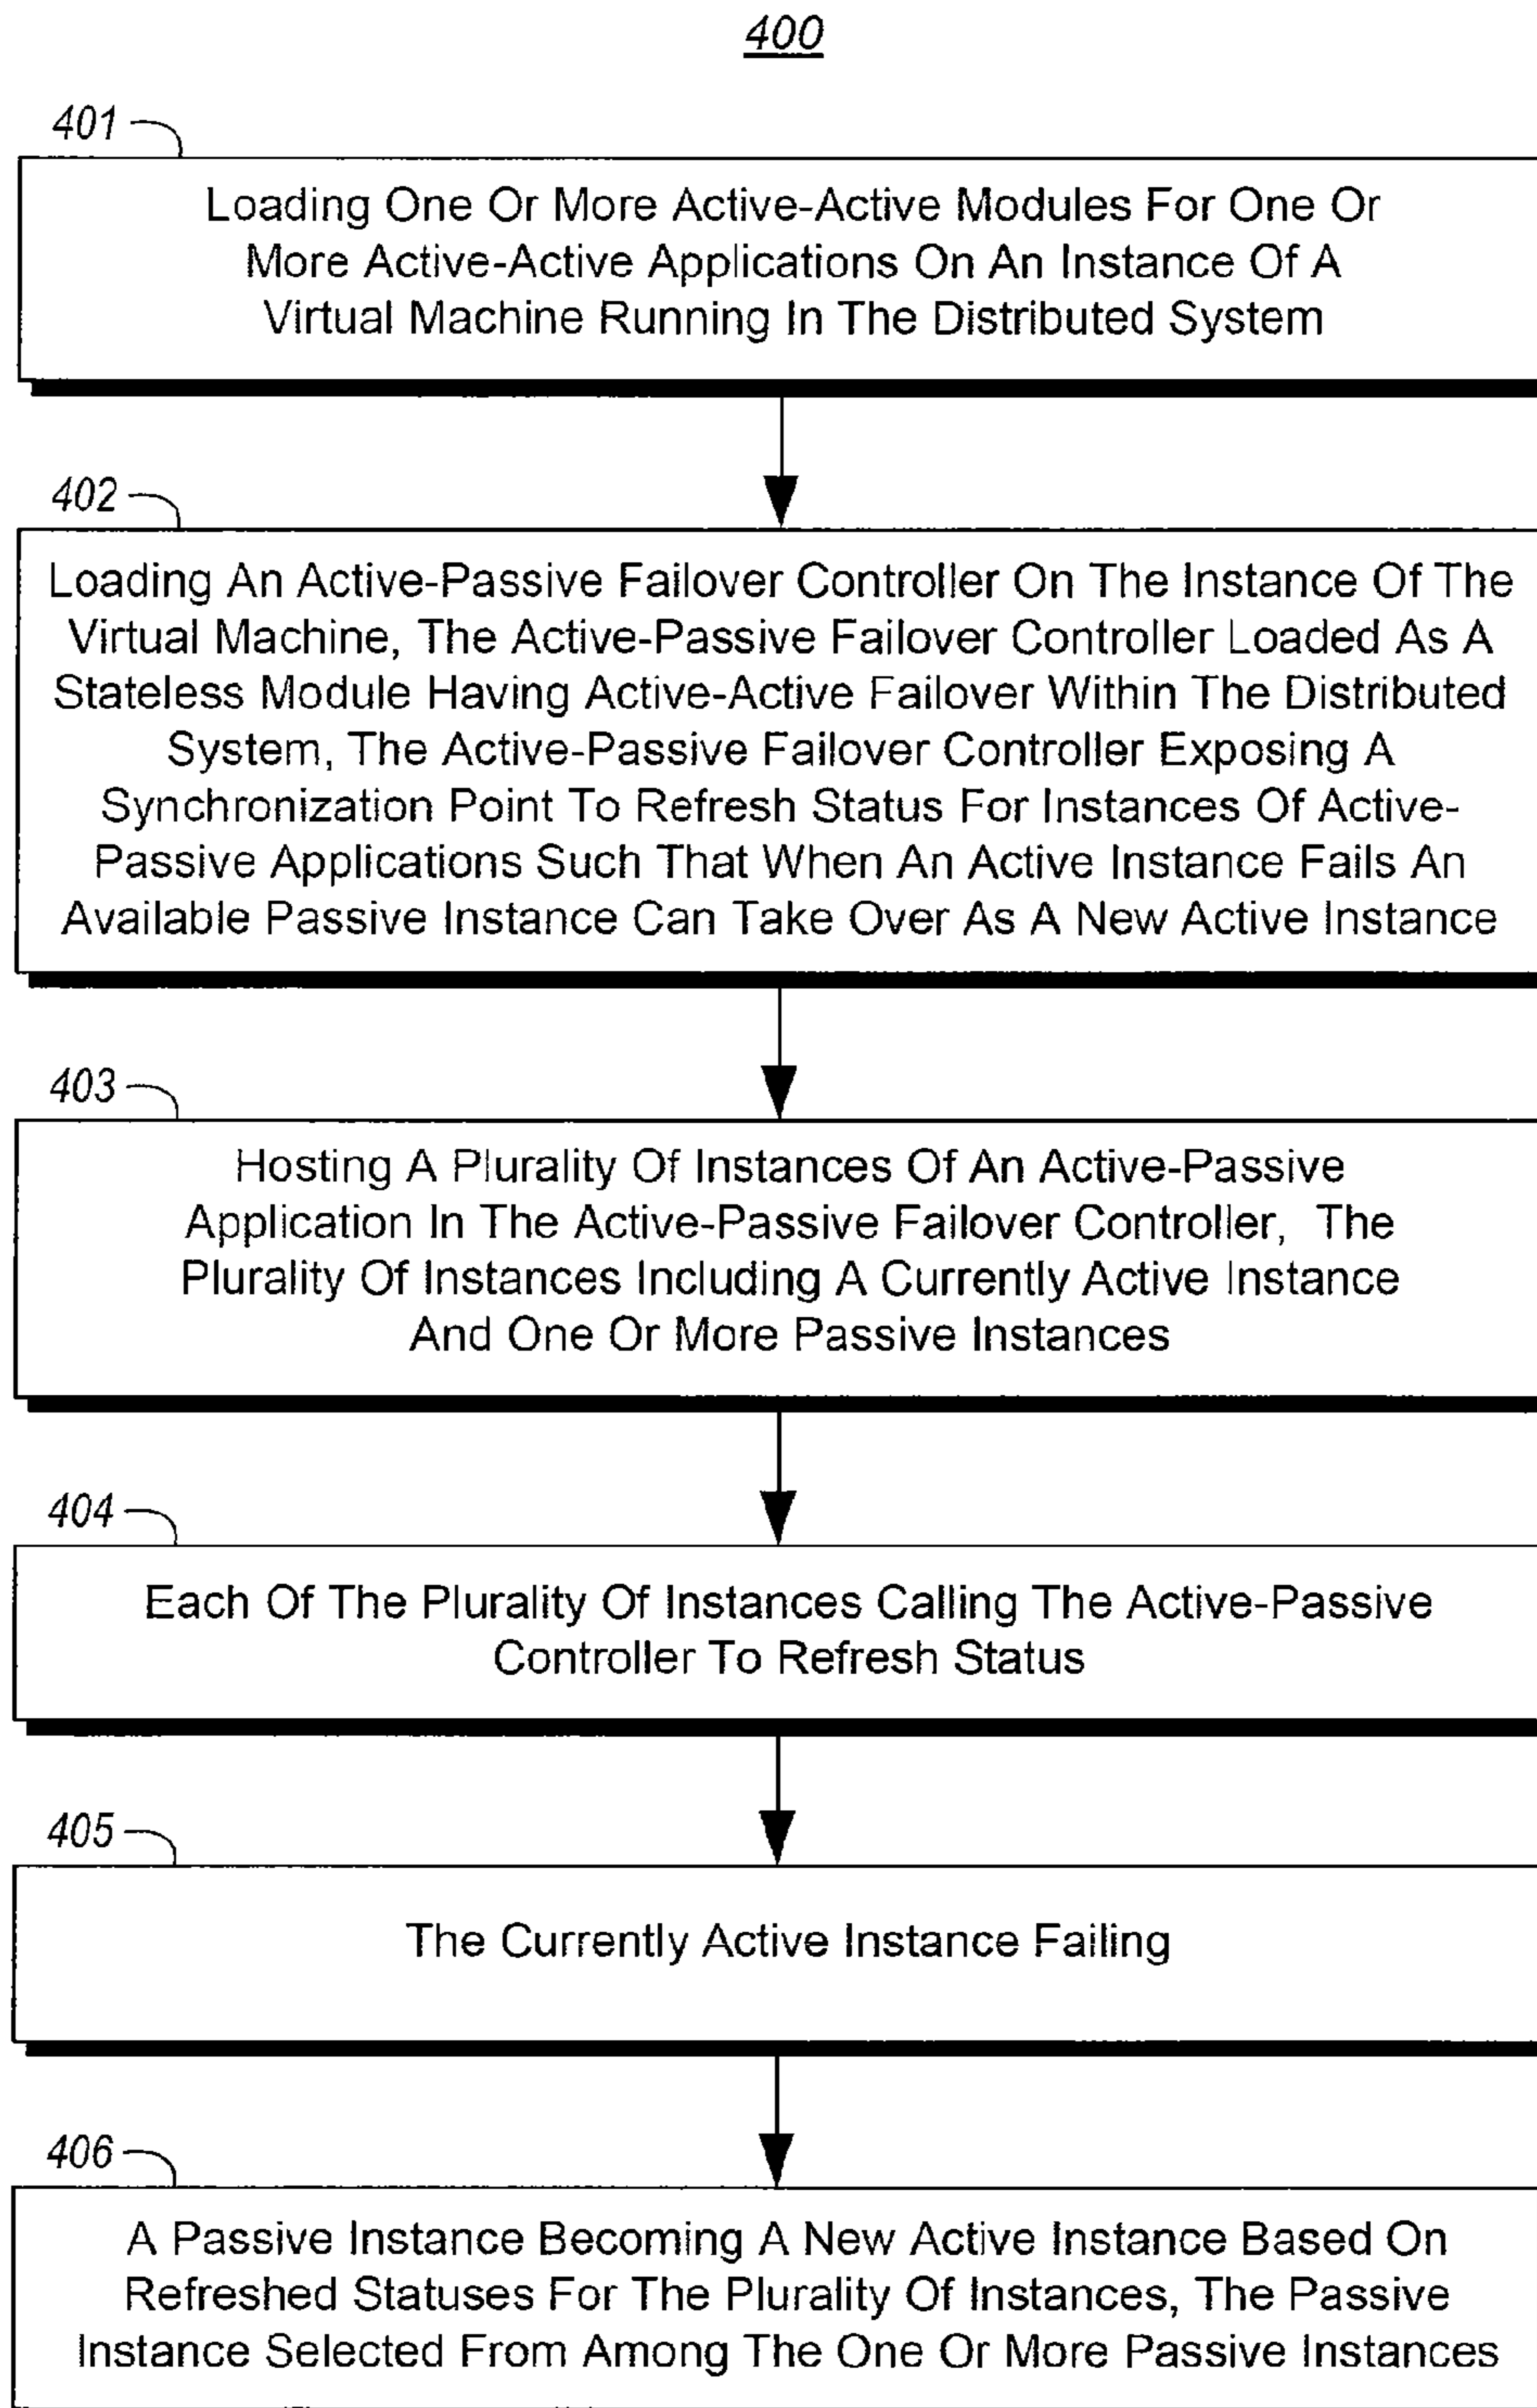 400
401
Loading One Or More Active-Active Modules For One Or
More Active-Active Applications On An Instance Of A
Virtual Machine Running In The Distributed System
402
Loading An Active-Passive Failover Controller On The Instance Of The
Virtual Machine, The Active-Passive Failover Controller Loaded As A
Stateless Module Having Active-Active Failover Within The Distributed
System, The Active-Passive Failover Controller Exposing A
Synchronization Point To Refresh Status For Instances Of Active-
Passive Applications Such That When An Active Instance Fails An
Available Passive Instance Can Take Over As A New Active Instance
403
Hosting A Plurality Of Instances Of An Active-Passive
Application In The Active-Passive Failover Controller, The
Plurality Of Instances Including A Currently Active Instance
And One Or More Passive Instances
404
Each Of The Plurality Of Instances Calling The Active-Passive
Controller To Refresh Status
405
The Currently Active Instance Failing
406
A Passive Instance Becoming A New Active Instance Based On
Refreshed Statuses For The Plurality Of Instances, The Passive
Instance Selected From Among The One Or More Passive Instances